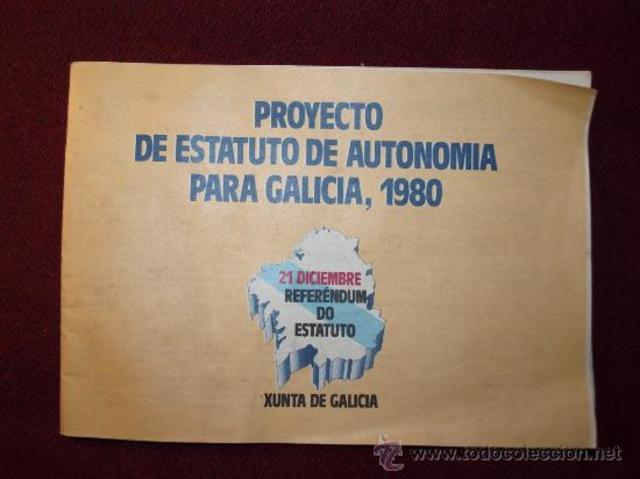 PROYECTO
DE ESTATUTO DE AUTONOMIA
PARA GALICIA, 1980
21 DICIEMBRE
REFERÉNDUM
DO
ESTATUTO
XUNTA DE GALICIA
todocoleccion
www.todocoleccion.net